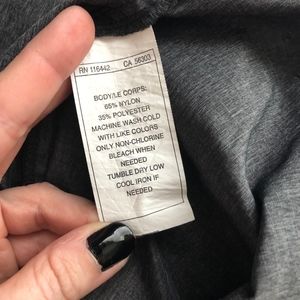 RN 116442 CA 56303
BODY/LE CORPS:
65% NYLON
35% POLYESTER
MACHINE WASH COLD
WITH LIKE COLORS
ONLY NON-CHLORINE
BLEACH WHEN
NEEDED
TUMBLE DRY LOW
COOL IRON IF
NEEDED